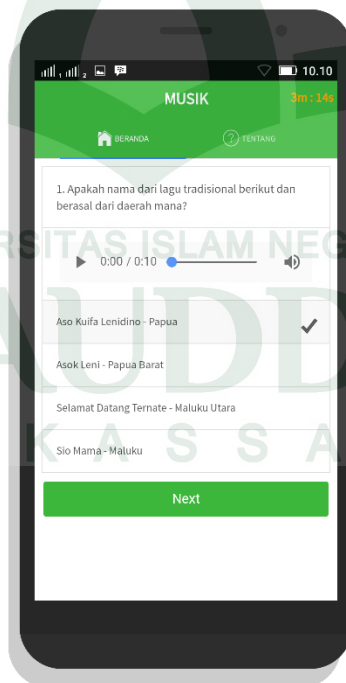 10.10
MUSIK
3m : 14s
BERANDA
? TENTANG
1. Apakah nama dari lagu tradisional berikut dan
berasal dari daerah mana?
0:00 / 0:10
Aso Kuifa Lenidino - Papua
Asok Leni - Papua Barat
Selamat Datang Ternate - Maluku Utara
Sio Mama - Maluku
Next
RSITAS ISLAM NEG
AUDD
KASSA